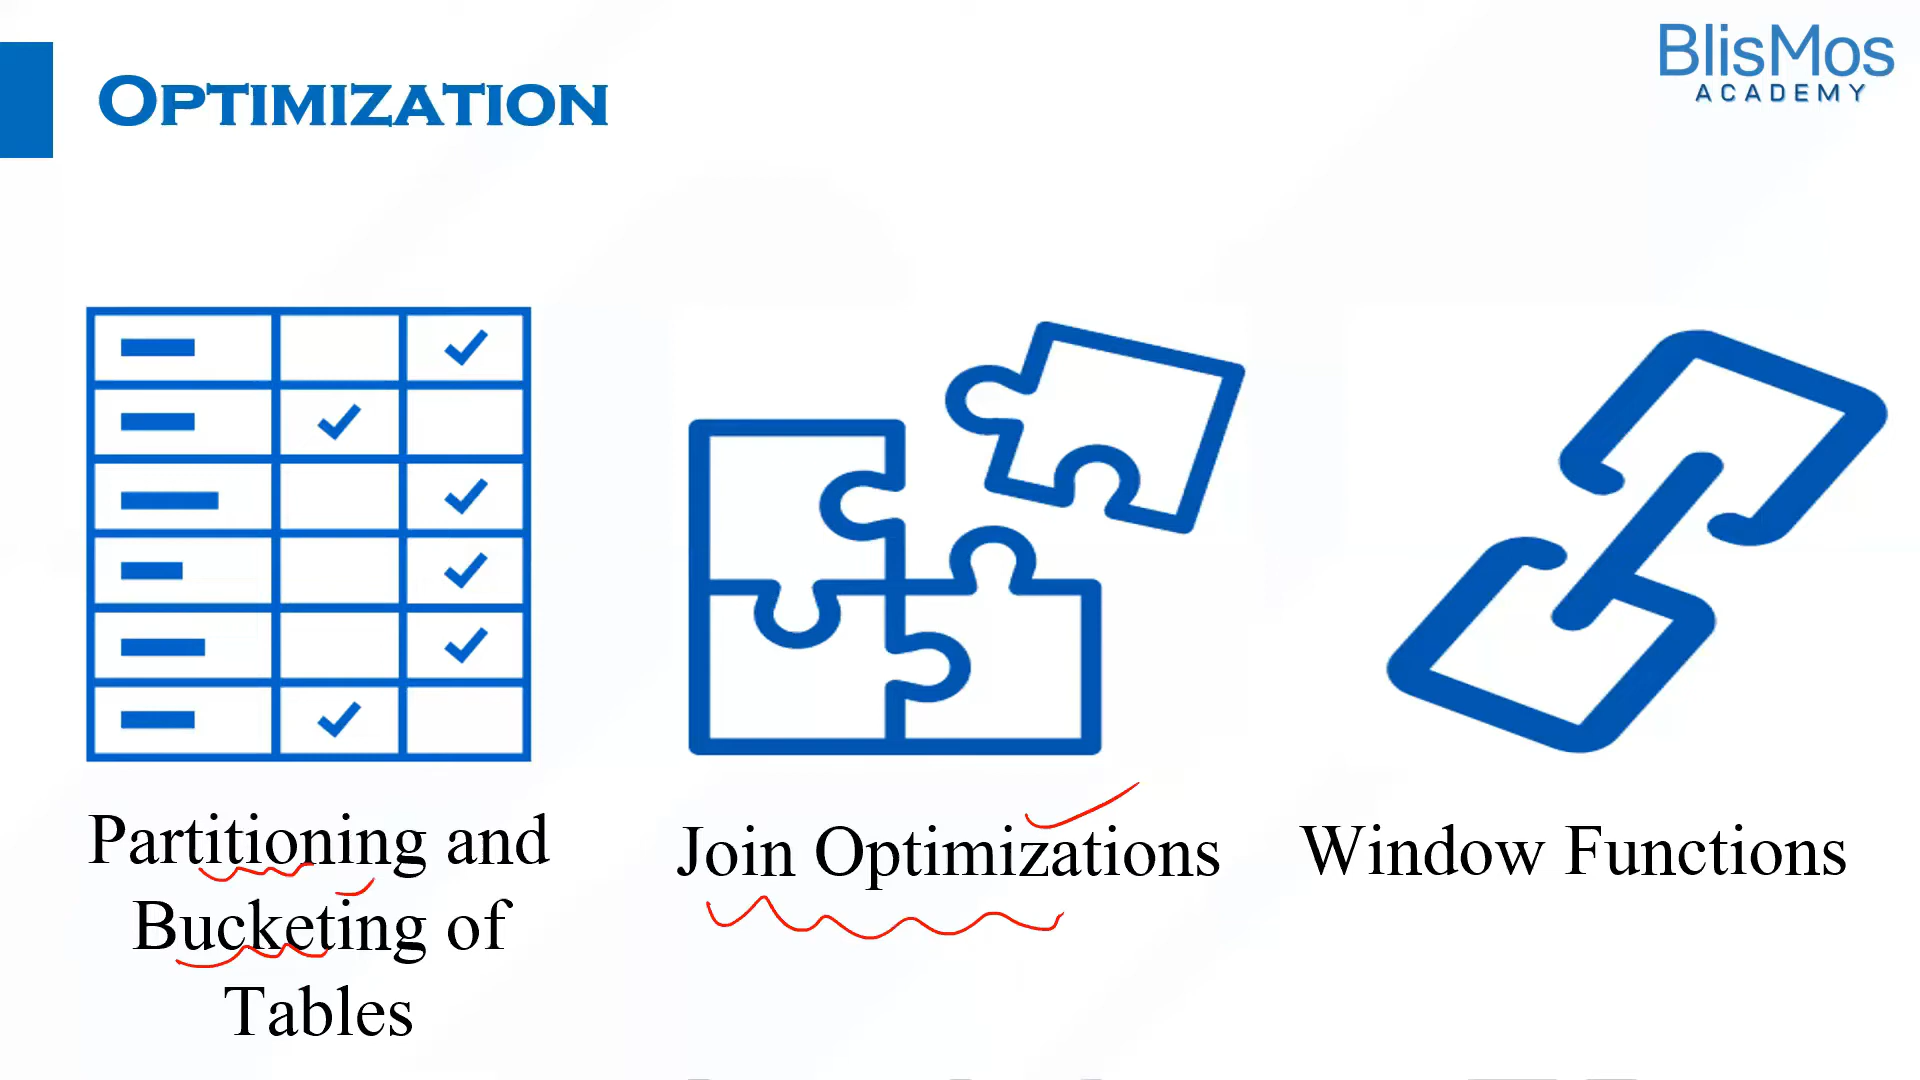 BlisMos
ACADEMY
OPTIMIZATION
Partitioning and
Bucketing of
Tables
Join Optimizations
Window Functions